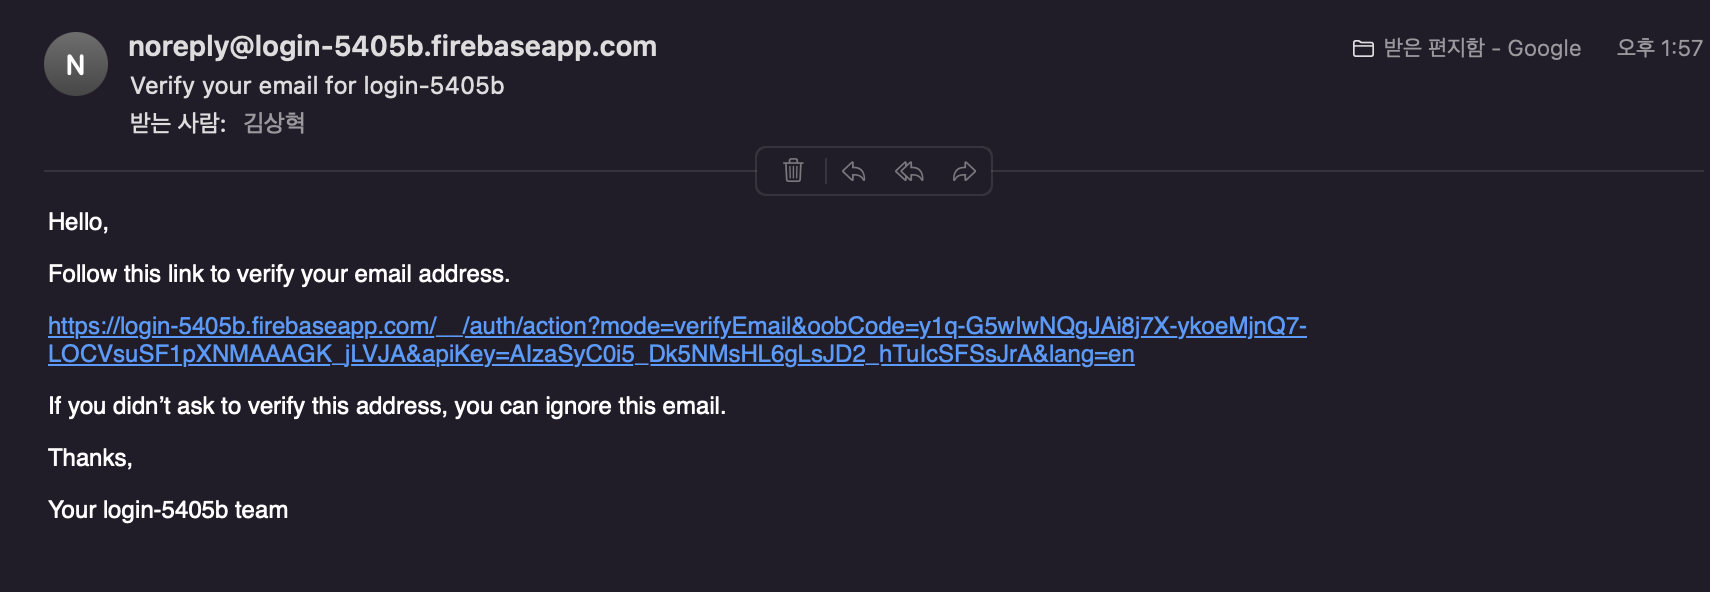 N
noreply@login-5405b.firebaseapp.com
받은 편지함 - Google
오후 1:57
Verify your email for login-5405b
받는 사람: 김상혁
Hello,
Follow this link to verify your email address.
https://login-5405b.firebaseapp.com/__/auth/action?mode=verifyEmail&oobCode=y1q-G5wIwNQgJAi8j7X-ykoeMjnQ7-
LOCVsuSF1pXNMAAAGK_jLVJA&apiKey=AIzaSyC0i5_Dk5NMsHL6gLsJD2_hTuIcSFSsJrA&lang=en
If you didn’t ask to verify this address, you can ignore this email.
Thanks,
Your login-5405b team